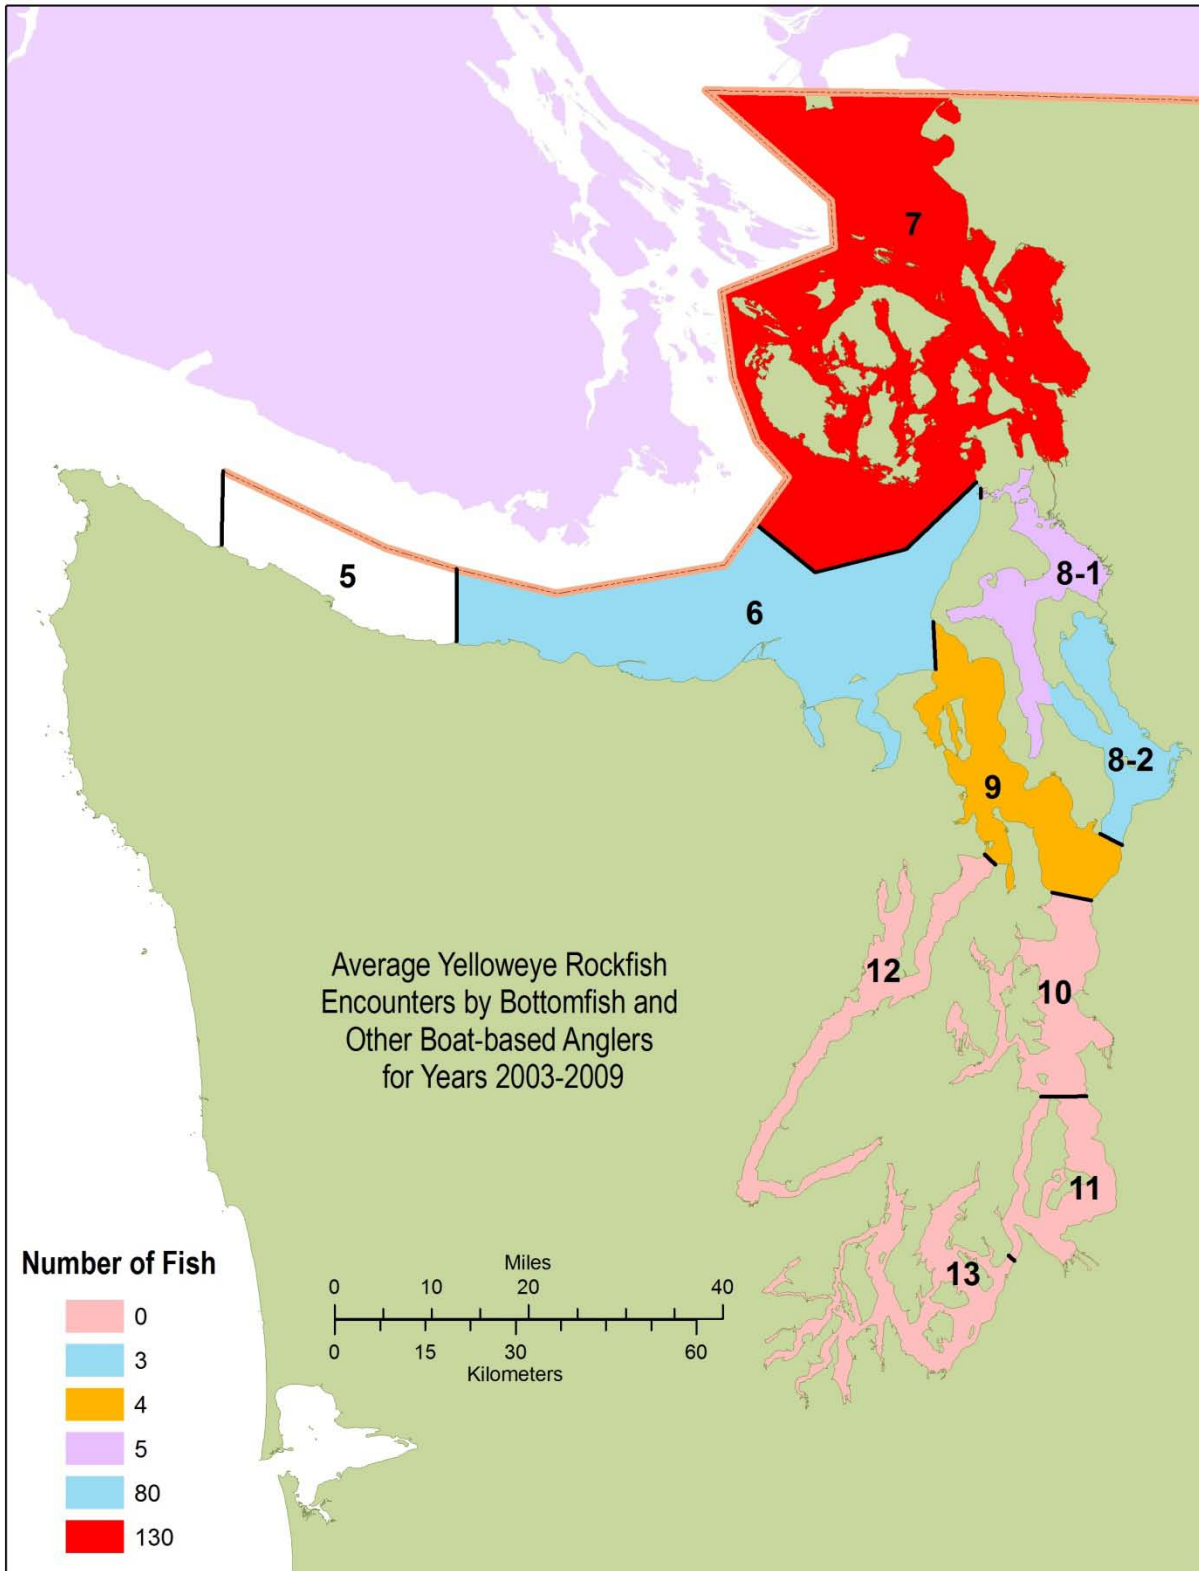 7
5
6
8-1
8-2
9
12
10
11
13
Average Yelloweye Rockfish
Encounters by Bottomfish and
Other Boat-based Anglers
for Years 2003-2009
Number of Fish
0
3
4
5
80
130
Miles
0 10 20 40
0 15 30 60
Kilometers